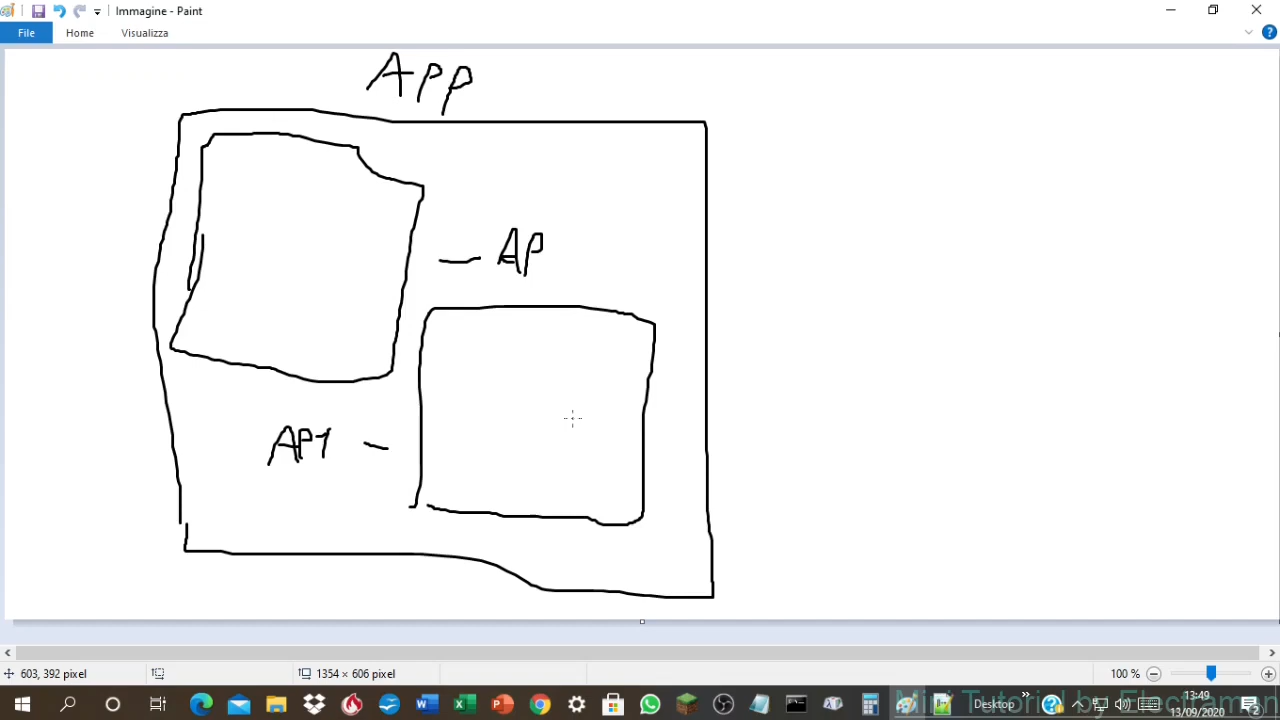 Immagine - Paint
File Home Visualizza
App
AP
AP1
603, 392 pixel 1354 × 606 pixel 100 %
Desktop
13:49
13/09/2020